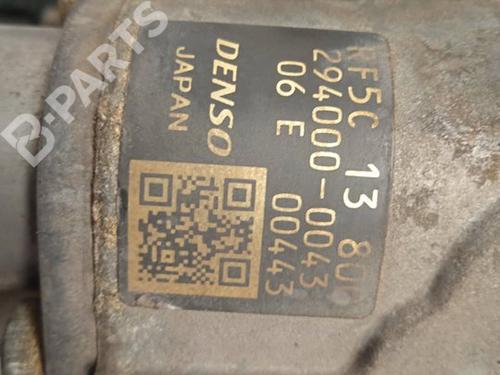 RF5C 13 800
294000-0043
06 E 00443
DENSO
JAPAN
B-PARTS